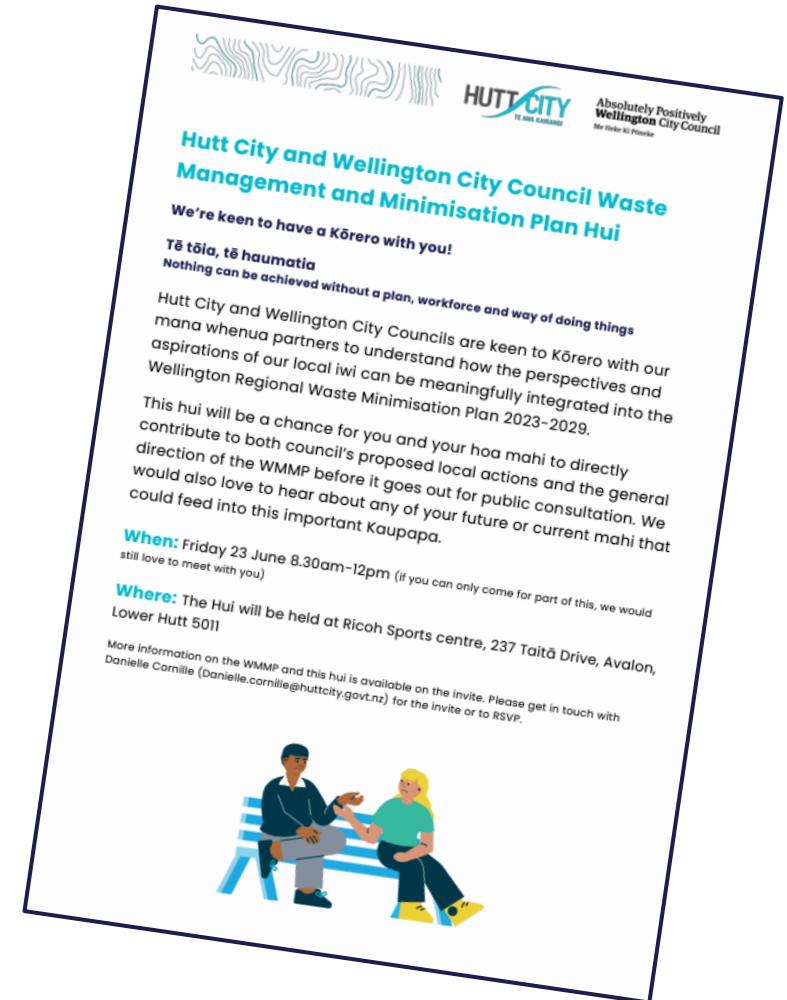 HUTT CITY
TE AWA KAIRANGI
Absolutely Positively
Wellington City Council
Me Heke Ki Pōneke
Hutt City and Wellington City Council Waste
Management and Minimisation Plan Hui
We're keen to have a Kōrero with you!
Tē tōia, tē haumatia
Nothing can be achieved without a plan, workforce and way of doing things
Hutt City and Wellington City Councils are keen to Kōrero with our
mana whenua partners to understand how the perspectives and
aspirations of our local iwi can be meaningfully integrated into the
Wellington Regional Waste Minimisation Plan 2023-2029.
This hui will be a chance for you and your hoa mahi to directly
contribute to both council's proposed local actions and the general
direction of the WMMP before it goes out for public consultation. We
would also love to hear about any of your future or current mahi that
could feed into this important Kaupapa.
When: Friday 23 June 8.30am-12pm (if you can only come for part of this, we would
still love to meet with you)
Where: The Hui will be held at Ricoh Sports centre, 237 Taitā Drive, Avalon,
Lower Hutt 5011
More information on the WMMP and this hui is available on the invite. Please get in touch with
Danielle Cornille (Danielle.cornille@huttcity.govt.nz) for the invite or to RSVP.